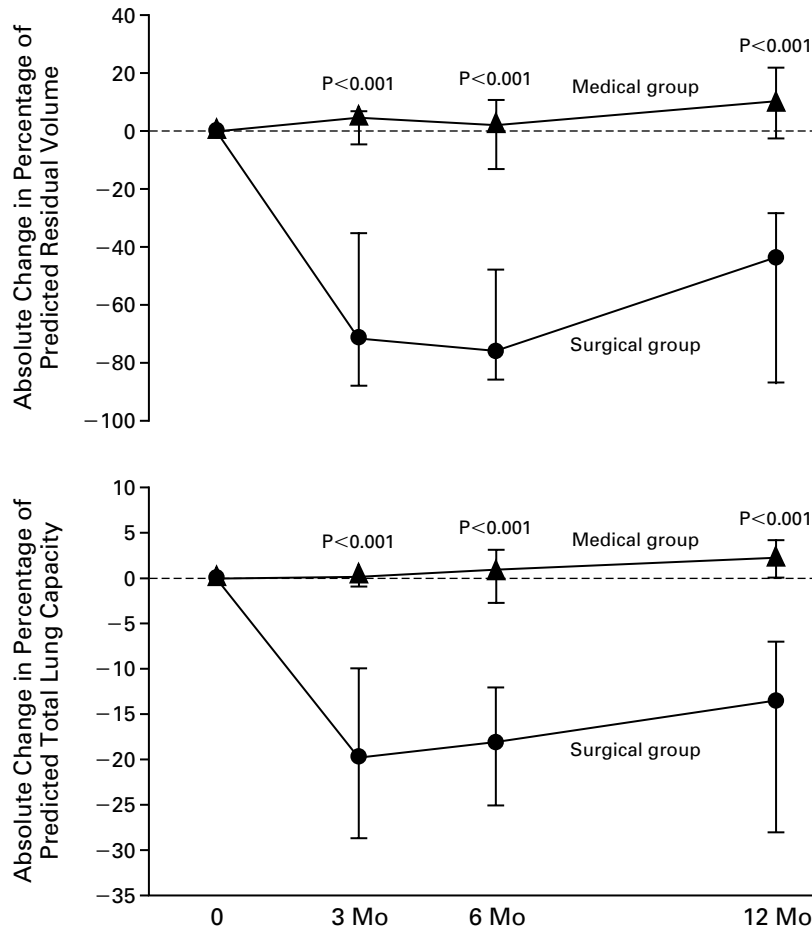 Absolute Change in Percentage of
Predicted Residual Volume
40
20
0
−20
−40
−60
−80
−100
P<0.001
P<0.001
P<0.001
Medical group
Surgical group
Absolute Change in Percentage of
Predicted Total Lung Capacity
10
5
0
−5
−10
−15
−20
−25
−30
−35
P<0.001
P<0.001
P<0.001
Medical group
Surgical group
0
3 Mo
6 Mo
12 Mo